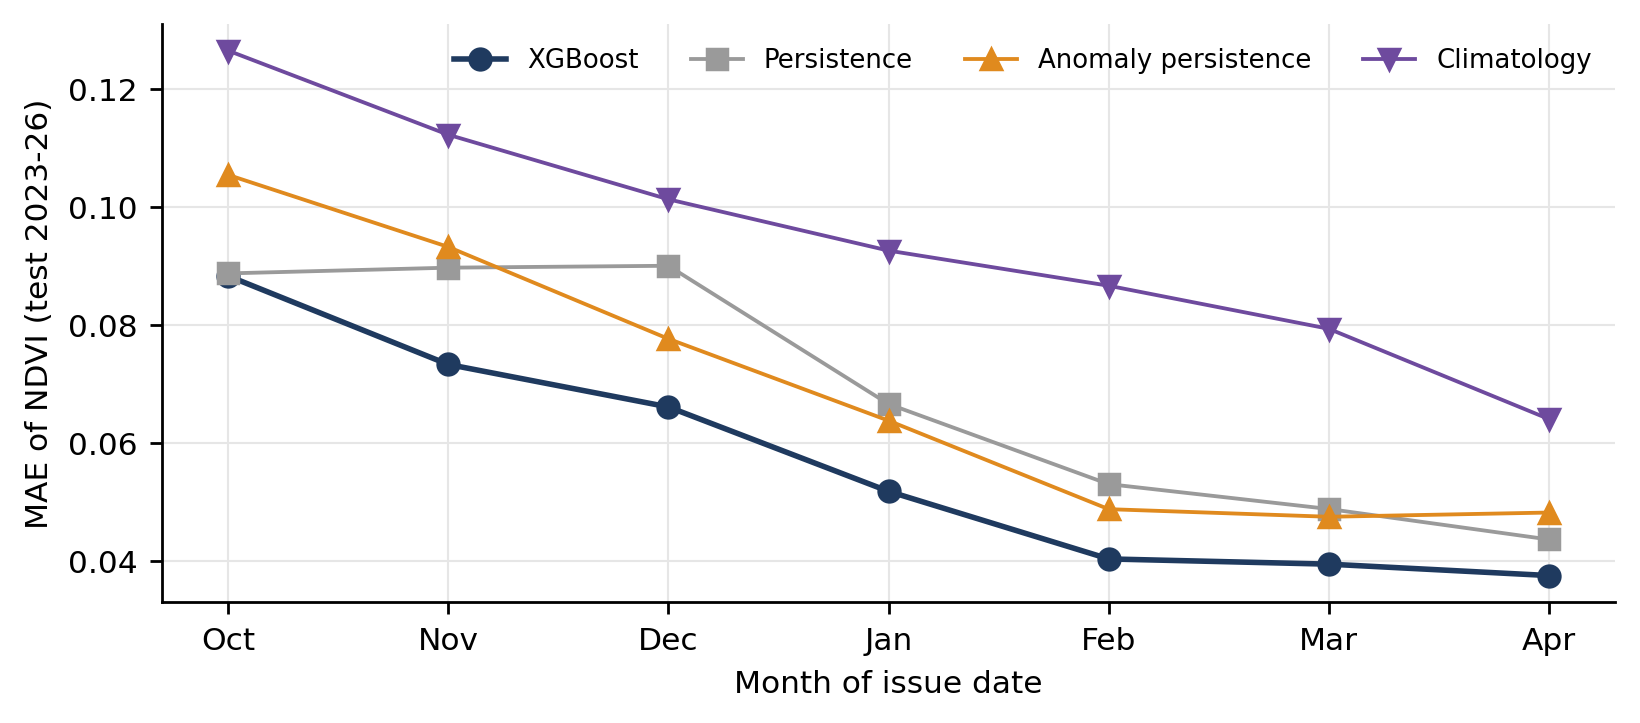 XGBoost Persistence Anomaly persistence Climatology
MAE of NDVI (test 2023-26)
0.12
0.10
0.08
0.06
0.04
Oct Nov Dec Jan Feb Mar Apr
Month of issue date